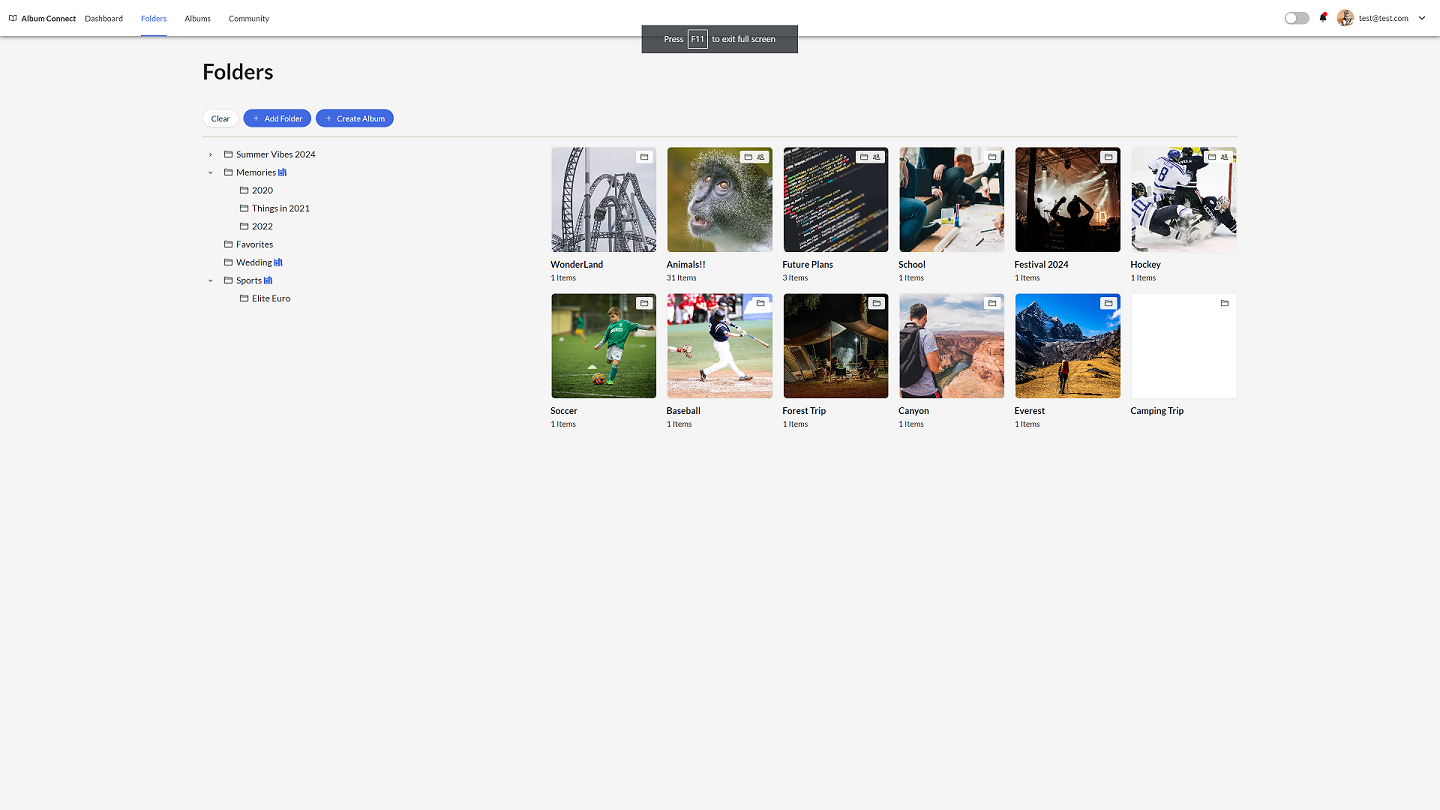 Album Connect Dashboard Folders Albums Community test@test.com
Press F11 to exit full screen
Folders
Clear + Add Folder + Create Album
Summer Vibes 2024
Memories
2020
Things in 2021
2022
Favorites
Wedding
Sports
Elite Euro
WonderLand
1 Items
Animals!!
31 Items
Future Plans
3 Items
School
1 Items
Festival 2024
1 Items
Hockey
1 Items
Soccer
1 Items
Baseball
1 Items
Forest Trip
1 Items
Canyon
1 Items
Everest
1 Items
Camping Trip